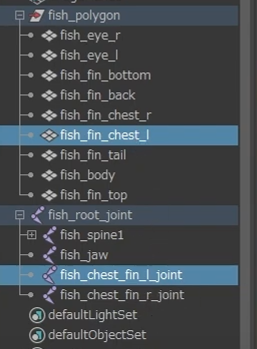 fish_polygon
fish_eye_r
fish_eye_l
fish_fin_bottom
fish_fin_back
fish_fin_chest_r
fish_fin_chest_l
fish_fin_tail
fish_body
fish_fin_top
fish_root_joint
fish_spine1
fish_jaw
fish_chest_fin_l_joint
fish_chest_fin_r_joint
defaultLightSet
defaultObjectSet